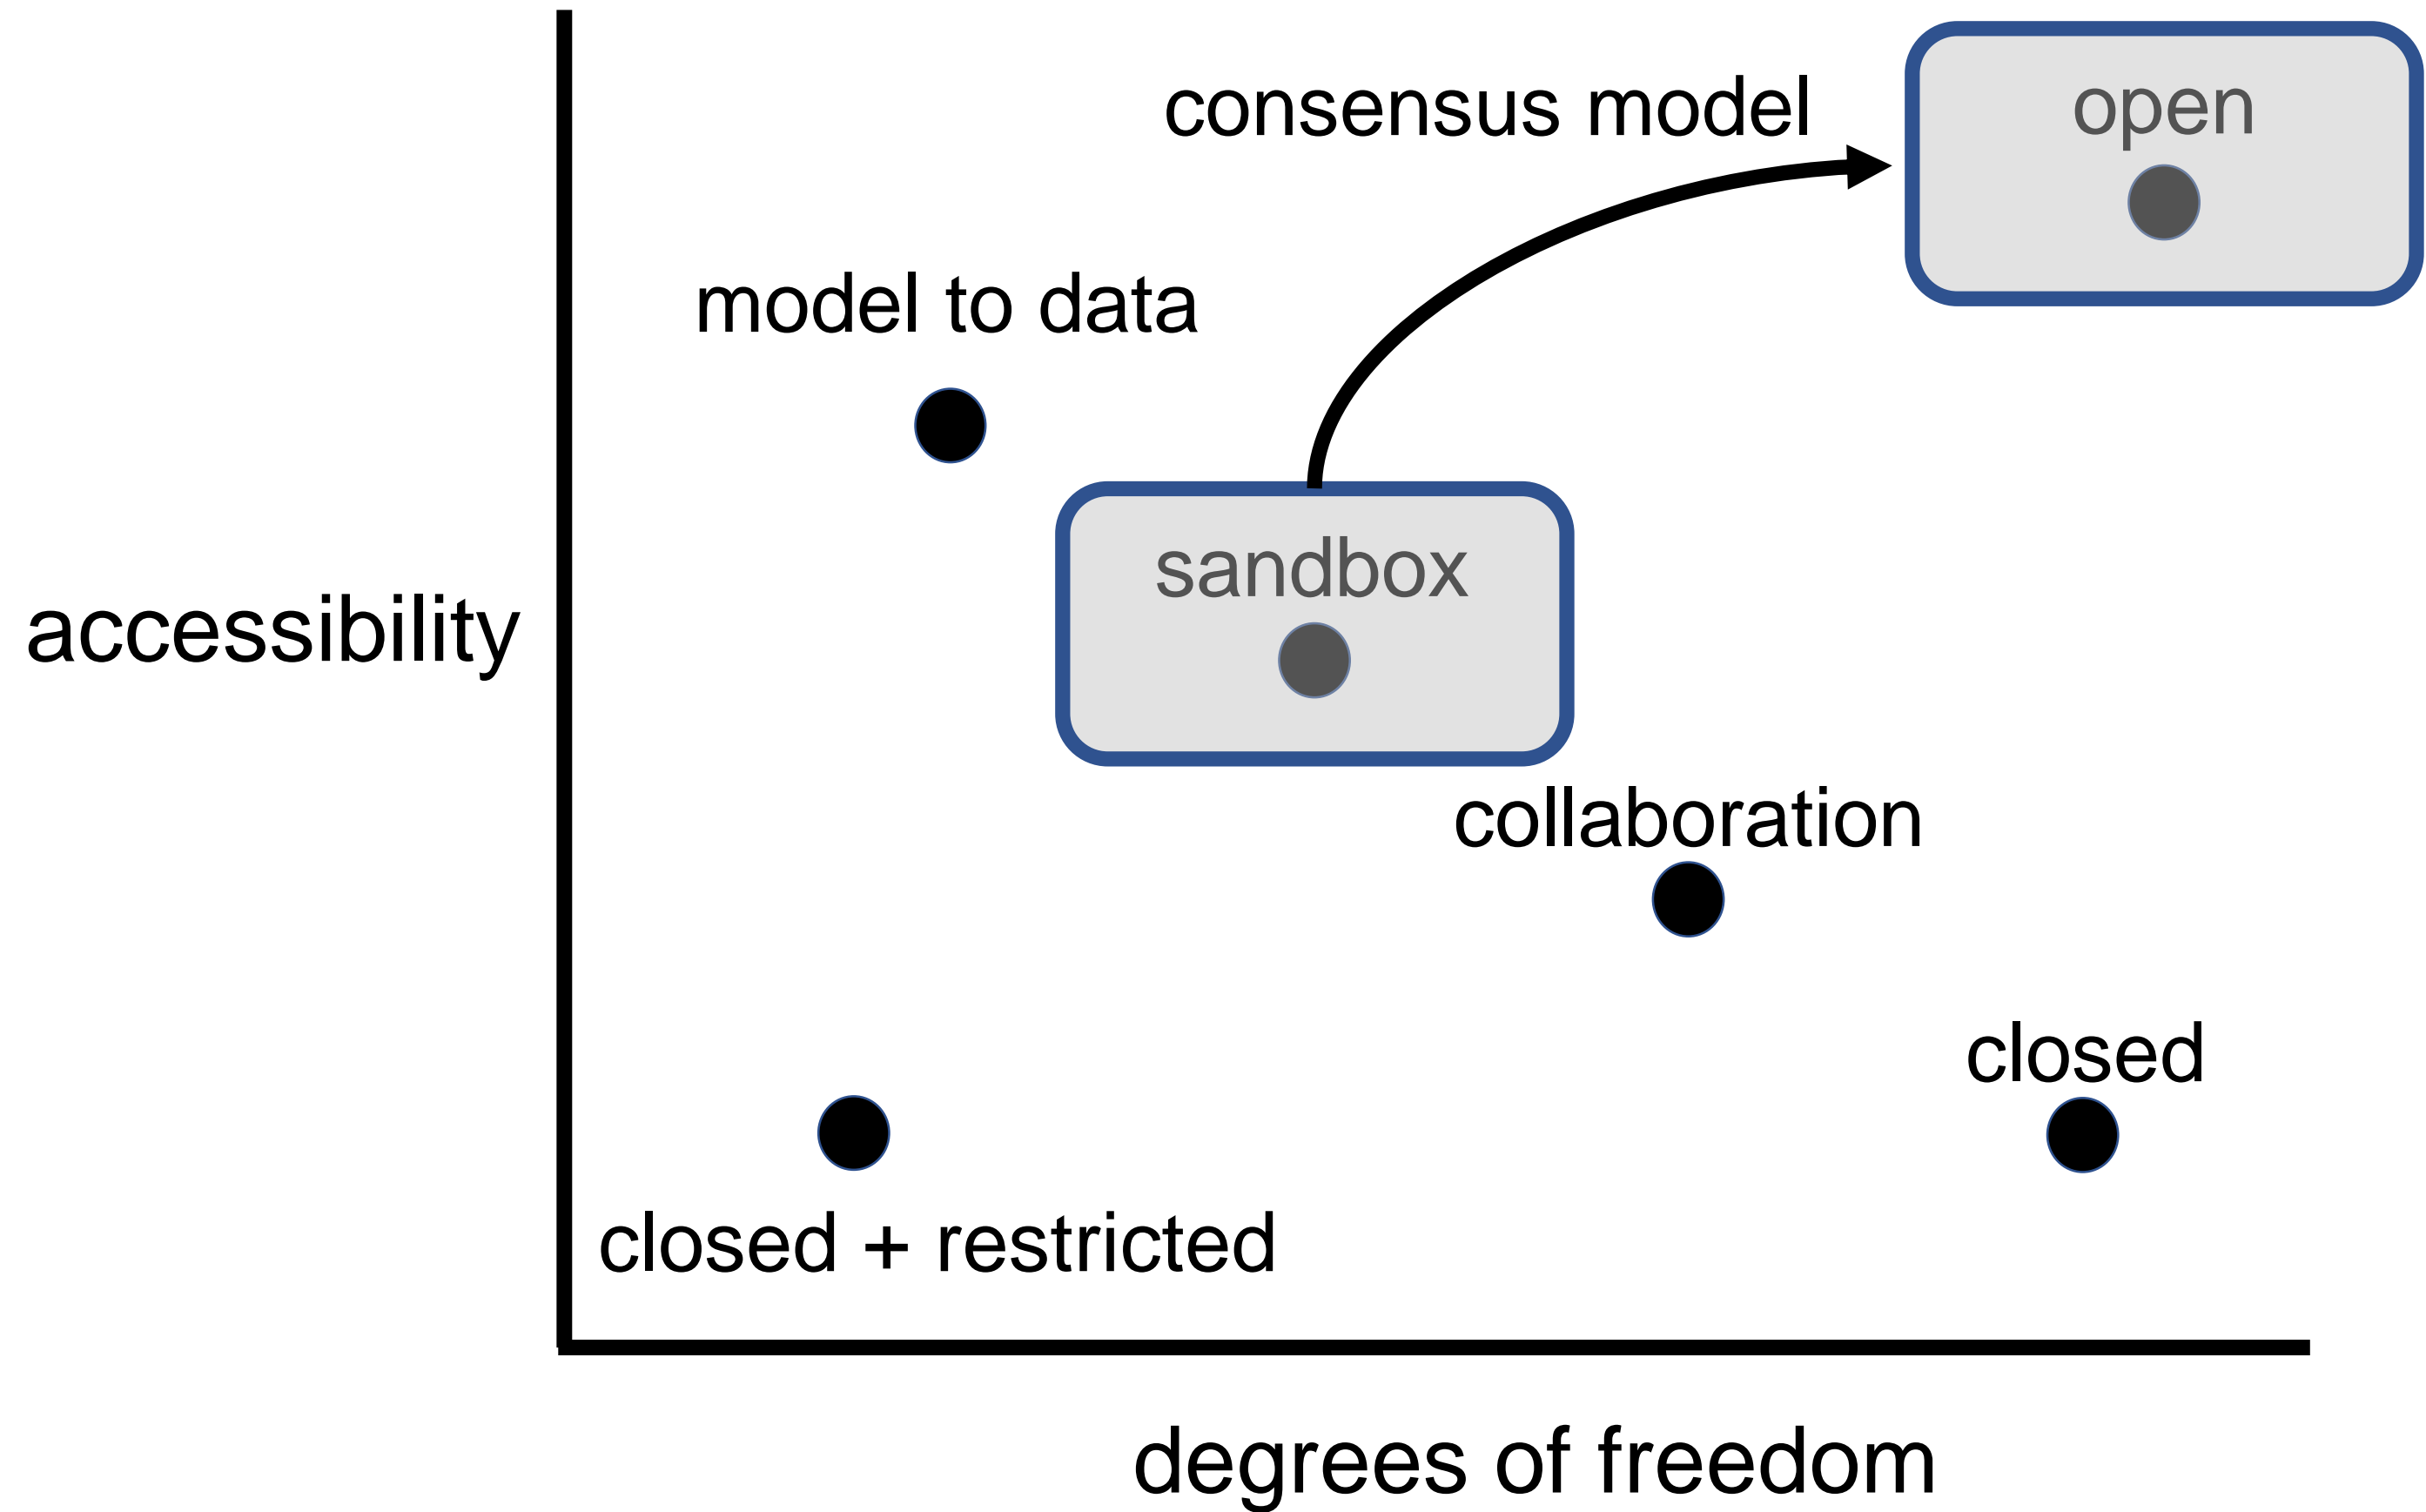 consensus model
open
model to data
sandbox
accessibility
collaboration
closed
closed + restricted
degrees of freedom